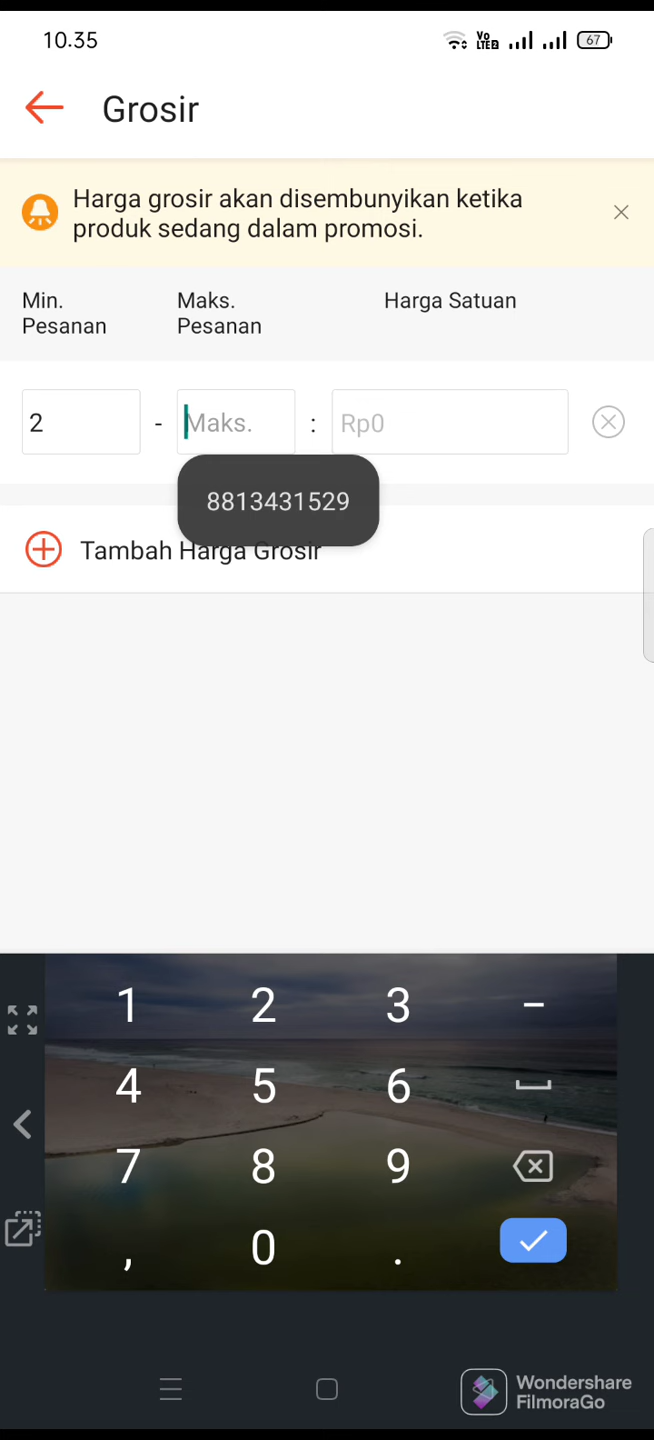 10.35
Vo
LTE2
67
Grosir
Harga grosir akan disembunyikan ketika
produk sedang dalam promosi.
Min.
Pesanan
Maks.
Pesanan
Harga Satuan
2
-
Maks.
:
Rp0
8813431529
Tambah Harga Grosir
1 2 3 -
4 5 6
7 8 9
, 0 .
Wondershare
FilmoraGo